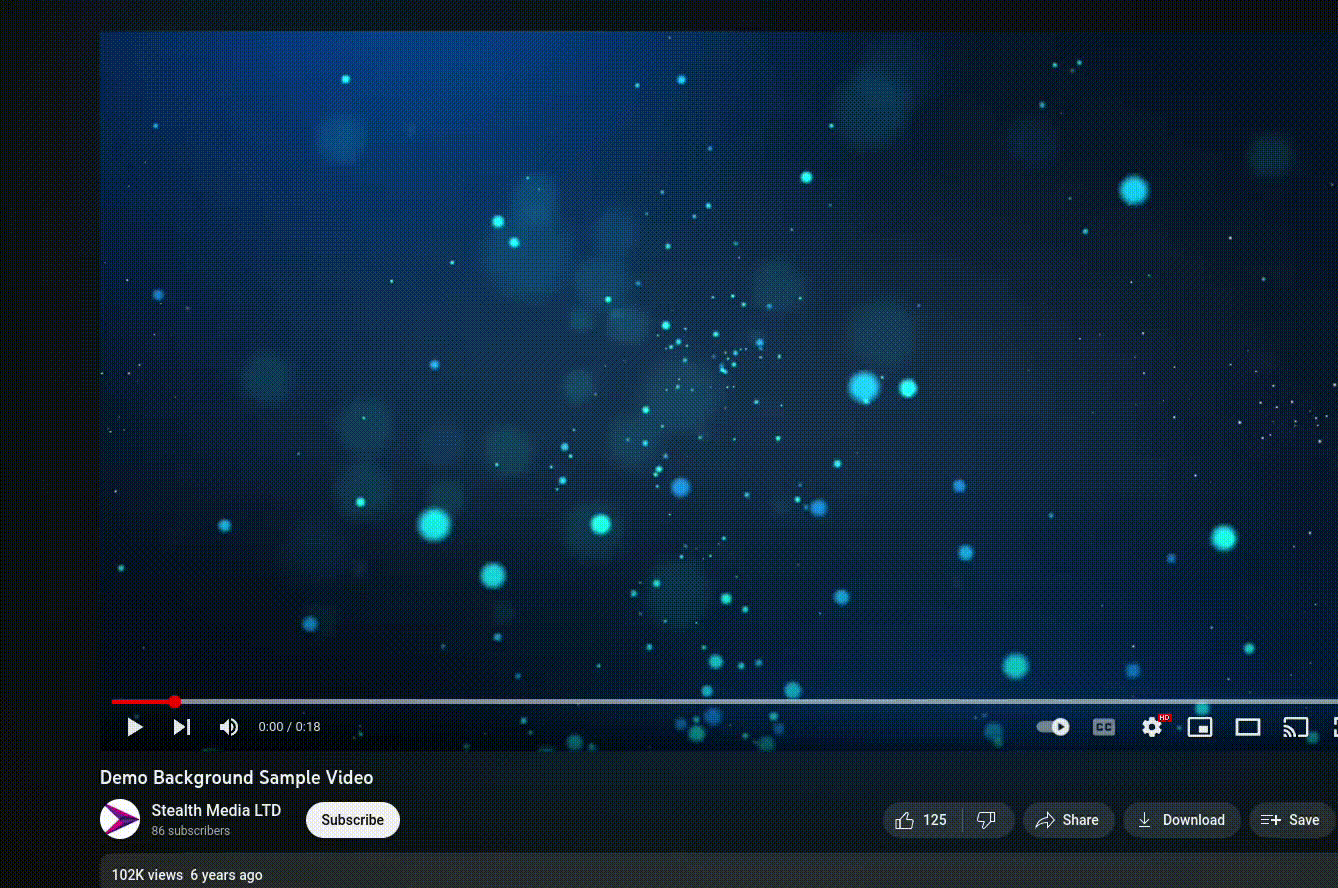 0:00 / 0:18
CC
HD
Demo Background Sample Video
Stealth Media LTD
86 subscribers
Subscribe
125
Share
Download
Save
102K views 6 years ago